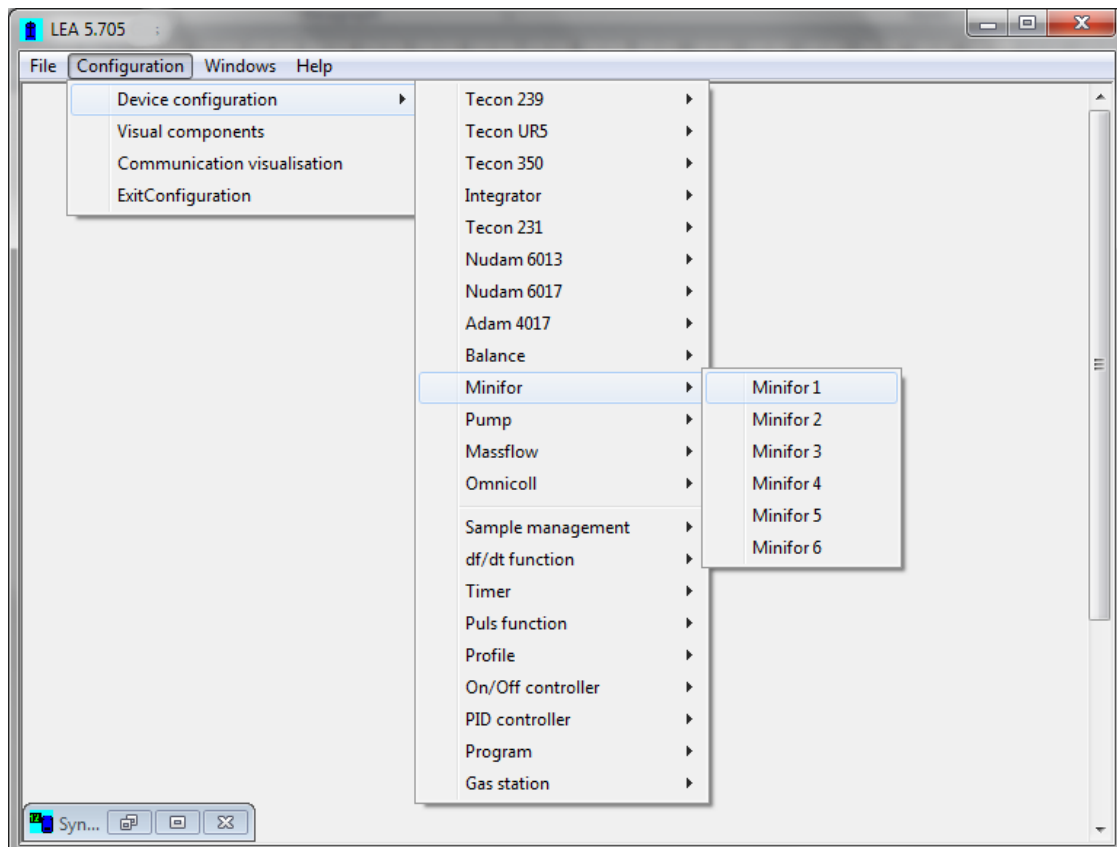 LEA 5.705
File Configuration Windows Help
Device configuration
Visual components
Communication visualisation
ExitConfiguration
Tecon 239
Tecon UR5
Tecon 350
Integrator
Tecon 231
Nudam 6013
Nudam 6017
Adam 4017
Balance
Minifor
Pump
Massflow
Omnicoll
Sample management
df/dt function
Timer
Puls function
Profile
On/Off controller
PID controller
Program
Gas station
Minifor 1
Minifor 2
Minifor 3
Minifor 4
Minifor 5
Minifor 6
Syn...